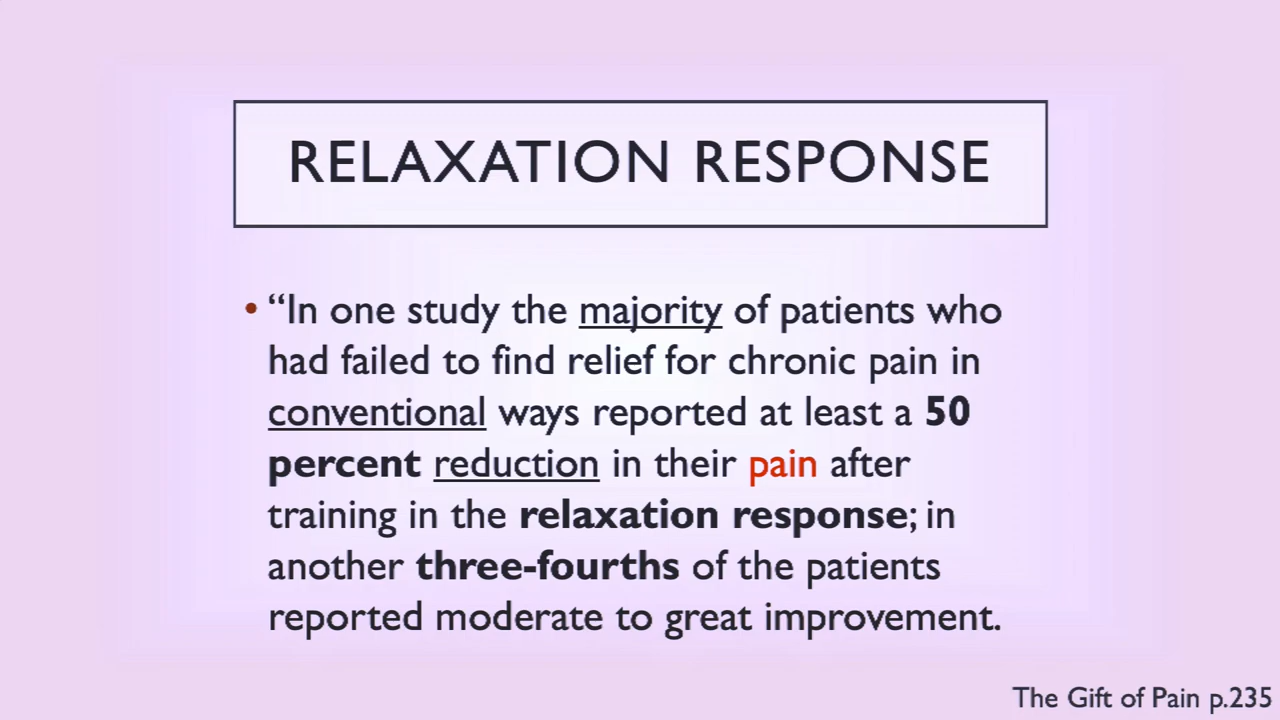 RELAXATION RESPONSE
• “In one study the majority of patients who
had failed to find relief for chronic pain in
conventional ways reported at least a 50
percent reduction in their pain after
training in the relaxation response; in
another three-fourths of the patients
reported moderate to great improvement.
The Gift of Pain p.235